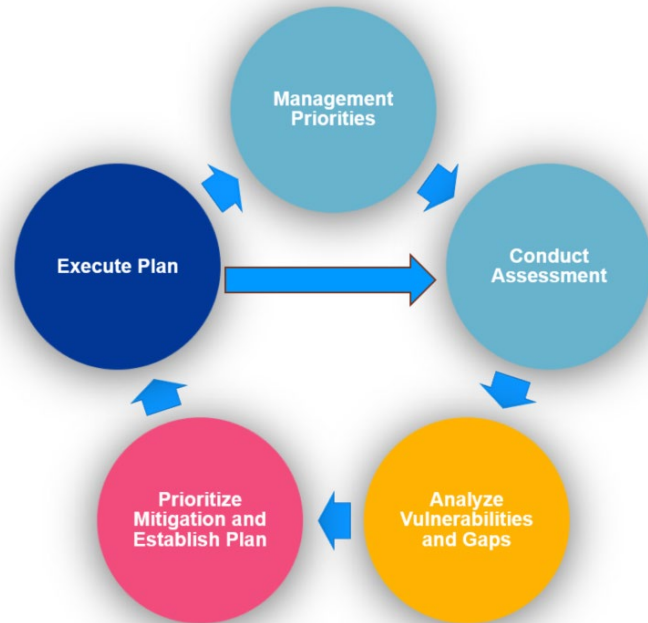 Management
Priorities
Execute Plan
Conduct
Assessment
Prioritize
Mitigation and
Establish Plan
Analyze
Vulnerabilities
and Gaps